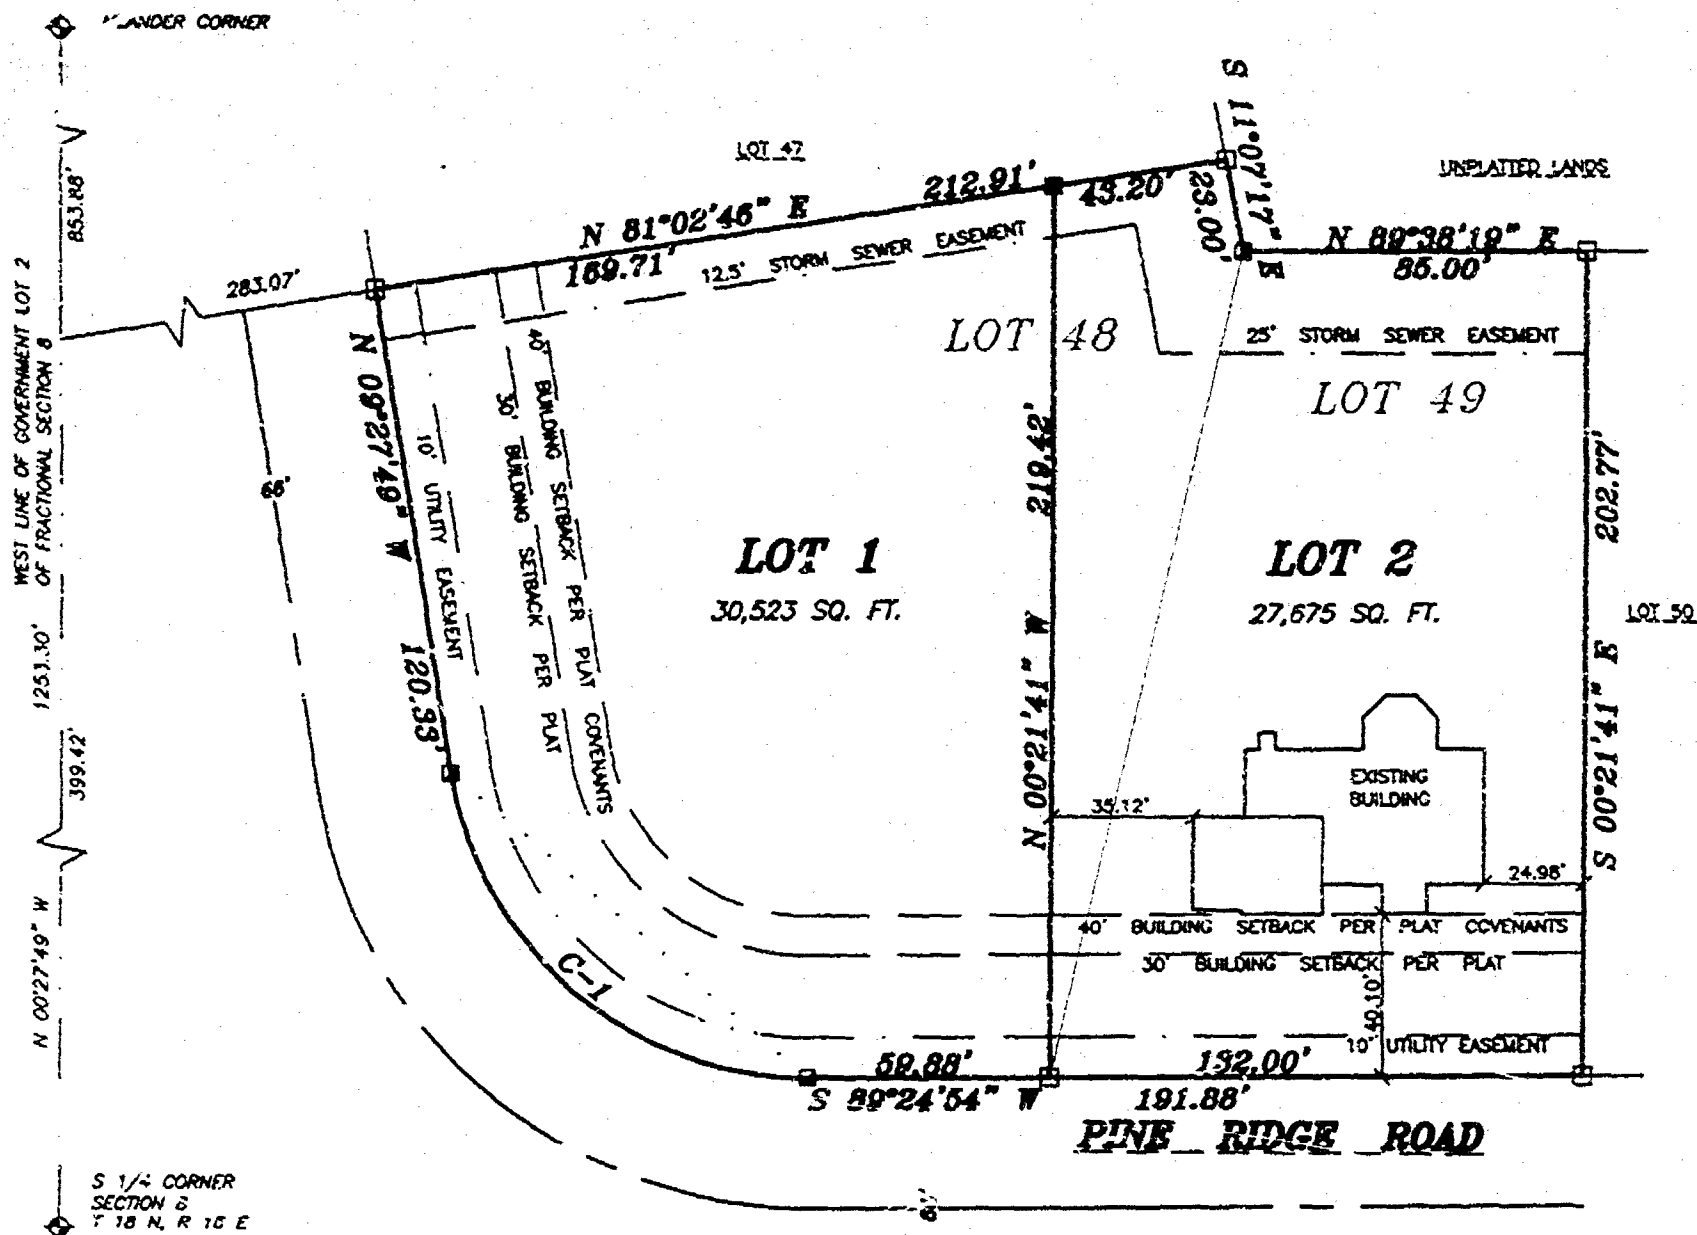 MEANDER CORNER
853.88'
WEST LINE OF GOVERNMENT LOT 2
OF FRACTIONAL SECTION 8
1253.30'
399.42'
N 00°27'49" W
S 1/4 CORNER
SECTION 8
T 18 N, R 16 E
283.07'
66'
LOT 47
N 81°02'46" E
212.91'
169.71'
43.20'
12.5' STORM SEWER EASEMENT
S 11°07'17" E
23.00'
UNPLATTED LANDS
N 89°38'19" E
85.00'
25' STORM SEWER EASEMENT
LOT 48
LOT 49
N 09°27'49" W
120.33'
10' UTILITY EASEMENT
30' BUILDING SETBACK PER PLAT
40' BUILDING SETBACK PER PLAT COVENANTS
LOT 1
30,523 SQ. FT.
219.42'
N 00°21'41" W
LOT 2
27,675 SQ. FT.
202.77'
S 00°21'41" E
LOT 50
EXISTING
BUILDING
35.12'
24.98'
40' BUILDING SETBACK PER PLAT COVENANTS
30' BUILDING SETBACK PER PLAT
40.10'
10' UTILITY EASEMENT
C-1
59.88'
132.00'
S 89°24'54" W
191.88'
PINE RIDGE ROAD